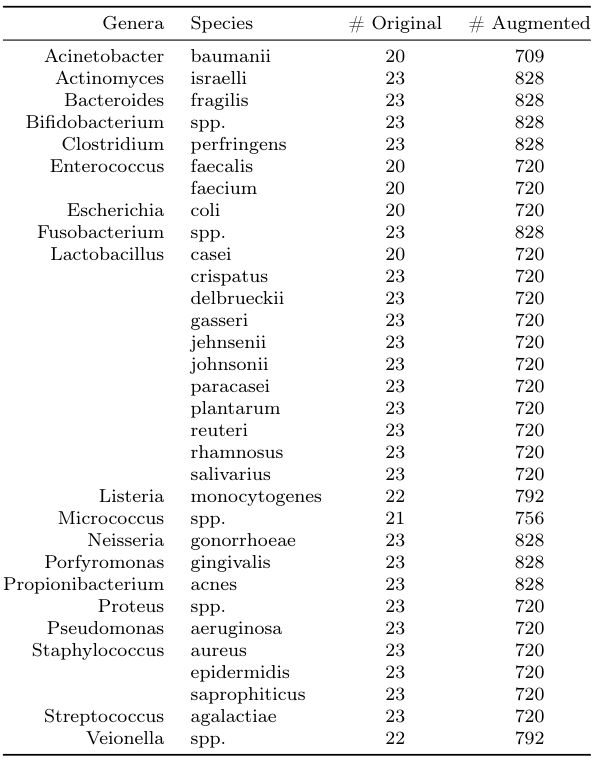 Genera Species # Original # Augmented
Acinetobacter baumanii 20 709
Actinomyces israelli 23 828
Bacteroides fragilis 23 828
Bifidobacterium spp. 23 828
Clostridium perfringens 23 828
Enterococcus faecalis 20 720
faecium 20 720
Escherichia coli 20 720
Fusobacterium spp. 23 828
Lactobacillus casei 20 720
crispatus 23 720
delbrueckii 23 720
gasseri 23 720
jehnsenii 23 720
johnsonii 23 720
paracasei 23 720
plantarum 23 720
reuteri 23 720
rhamnosus 23 720
salivarius 23 720
Listeria monocytogenes 22 792
Micrococcus spp. 21 756
Neisseria gonorrhoeae 23 828
Porfyromonas gingivalis 23 828
Propionibacterium acnes 23 828
Proteus spp. 23 720
Pseudomonas aeruginosa 23 720
Staphylococcus aureus 23 720
epidermidis 23 720
saprophiticus 23 720
Streptococcus agalactiae 23 720
Veionella spp. 22 792